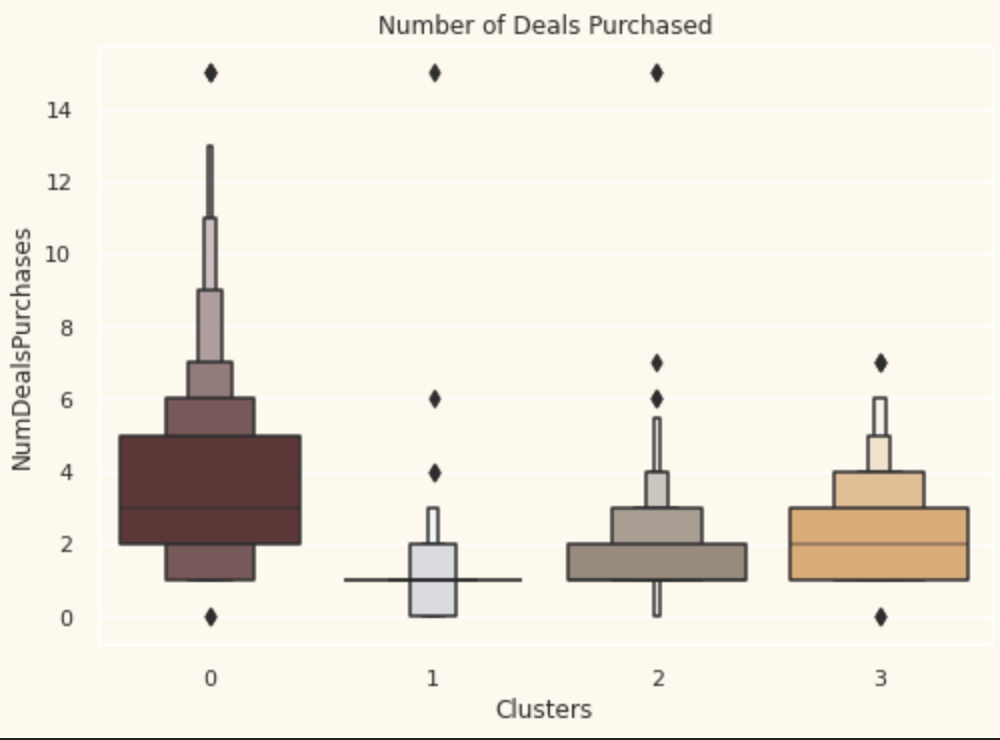 Number of Deals Purchased
NumDealsPurchases
14
12
10
8
6
4
2
0
0 1 2 3
Clusters